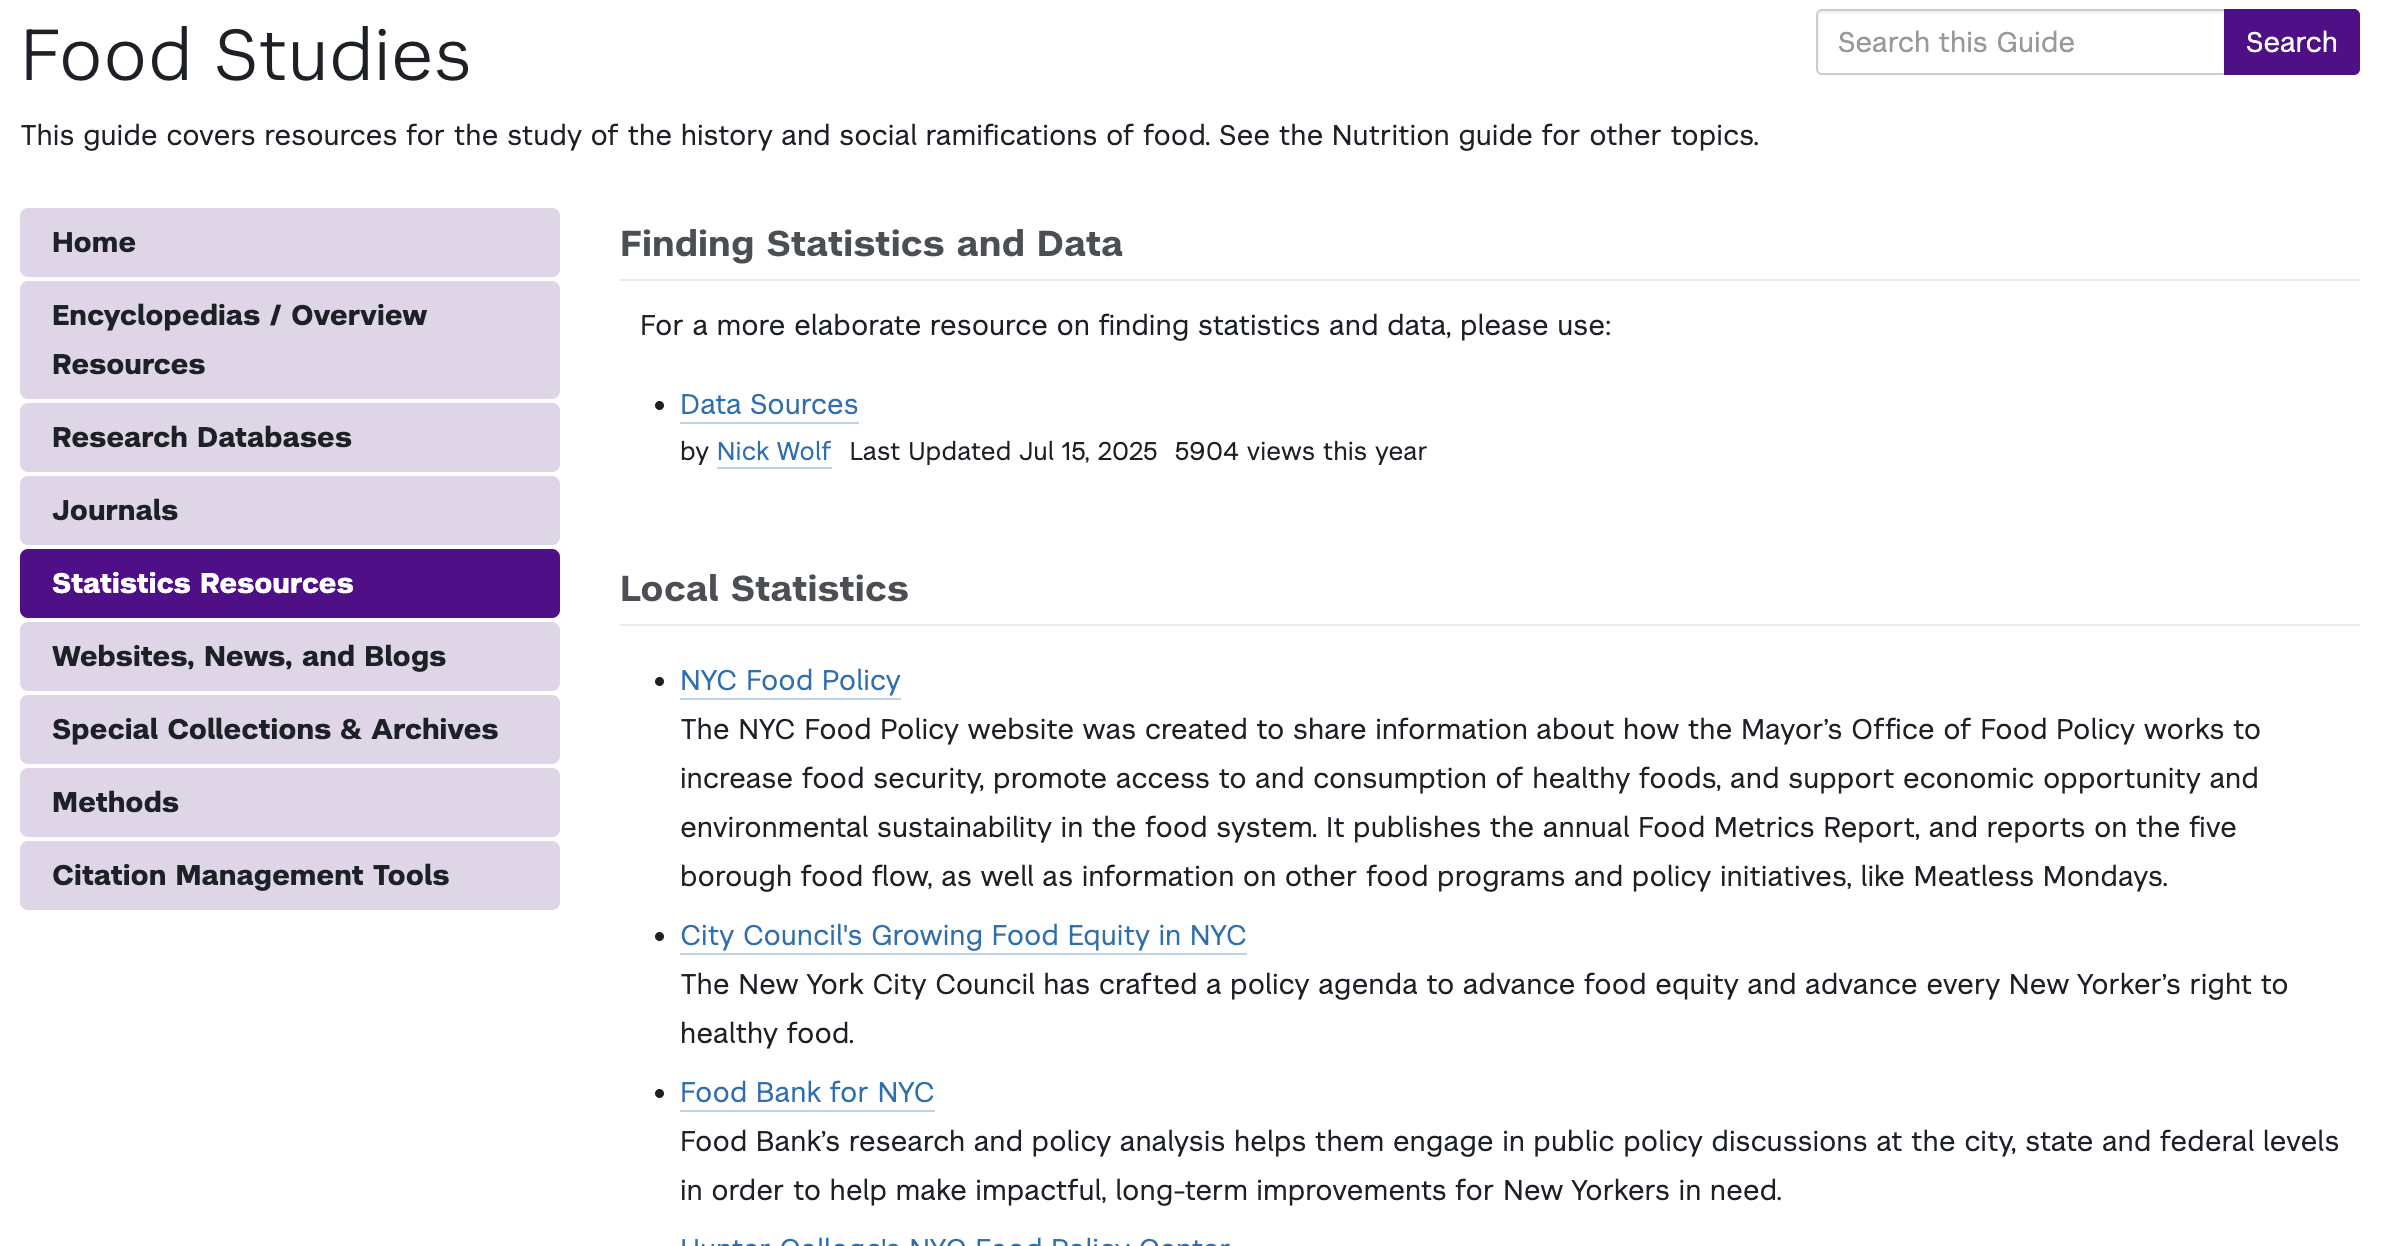 Food Studies
Search this Guide
Search
This guide covers resources for the study of the history and social ramifications of food. See the Nutrition guide for other topics.
Home
Encyclopedias / Overview
Resources
Research Databases
Journals
Statistics Resources
Websites, News, and Blogs
Special Collections & Archives
Methods
Citation Management Tools
Finding Statistics and Data
For a more elaborate resource on finding statistics and data, please use:
Data Sources
by Nick Wolf Last Updated Jul 15, 2025 5904 views this year
Local Statistics
NYC Food Policy
The NYC Food Policy website was created to share information about how the Mayor’s Office of Food Policy works to
increase food security, promote access to and consumption of healthy foods, and support economic opportunity and
environmental sustainability in the food system. It publishes the annual Food Metrics Report, and reports on the five
borough food flow, as well as information on other food programs and policy initiatives, like Meatless Mondays.
City Council's Growing Food Equity in NYC
The New York City Council has crafted a policy agenda to advance food equity and advance every New Yorker’s right to
healthy food.
Food Bank for NYC
Food Bank’s research and policy analysis helps them engage in public policy discussions at the city, state and federal levels
in order to help make impactful, long-term improvements for New Yorkers in need.
Hunter College's NYC Food Policy Center